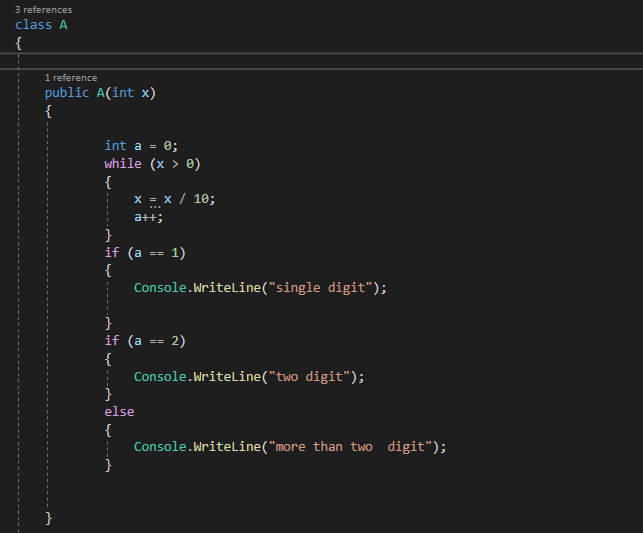 3 references
class A
{
1 reference
public A(int x)
{
int a = 0;
while (x > 0)
{
x = x / 10;
a++;
}
if (a == 1)
{
Console.WriteLine("single digit");
}
if (a == 2)
{
Console.WriteLine("two digit");
}
else
{
Console.WriteLine("more than two  digit");
}
}